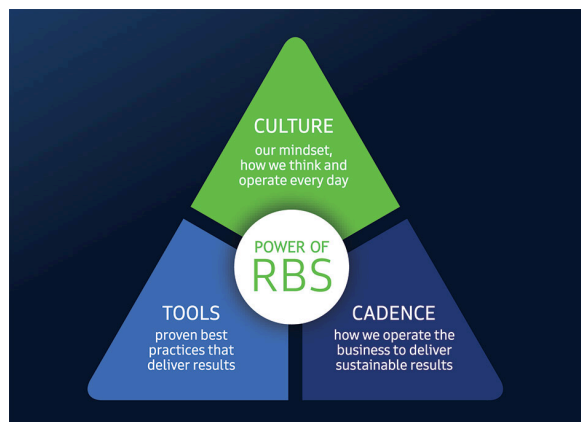 CULTURE
our mindset,
how we think and
operate every day
POWER OF
RBS
TOOLS
proven best
practices that
deliver results
CADENCE
how we operate the
business to deliver
sustainable results